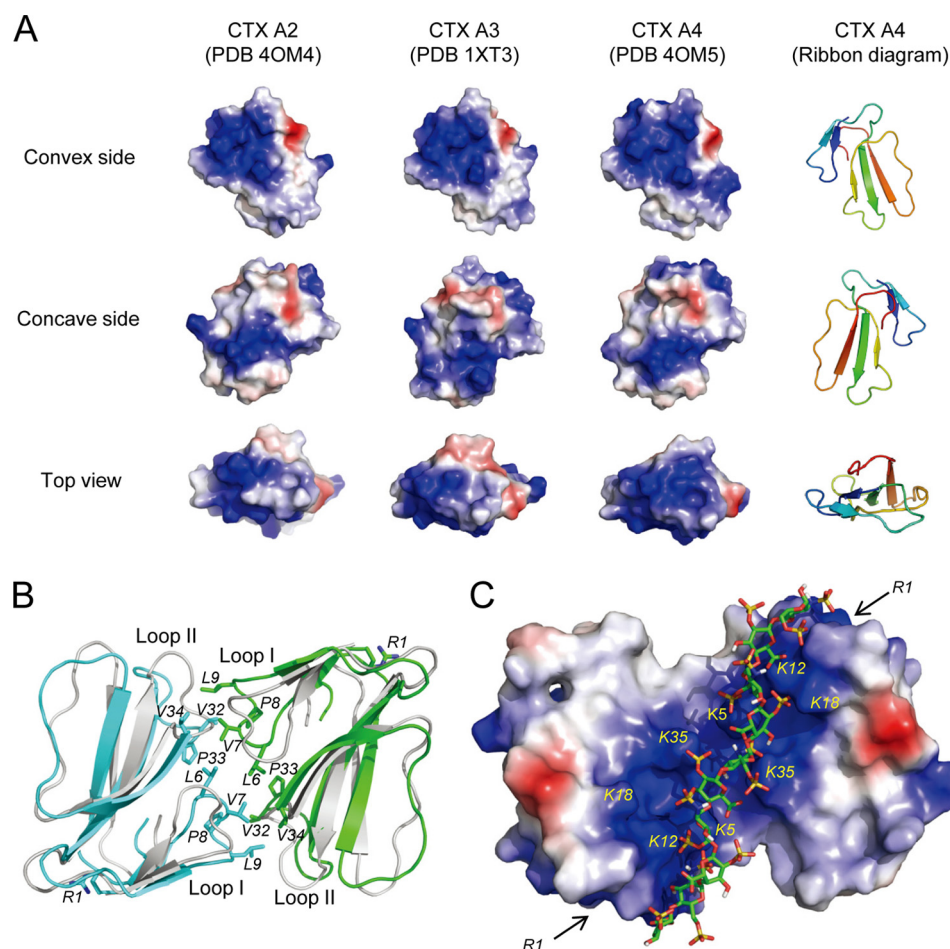 A
CTX A2
(PDB 4OM4)
CTX A3
(PDB 1XT3)
CTX A4
(PDB 4OM5)
CTX A4
(Ribbon diagram)
Convex side
Concave side
Top view
B
Loop II
Loop I
R1
L9
P8
V34
V32
V7
P33
L6
P33
L6
V7
V32
V34
P8
L9
R1
Loop I
Loop II
C
R1
K12
K5
K18
K35
K35
K18
K12
K5
R1